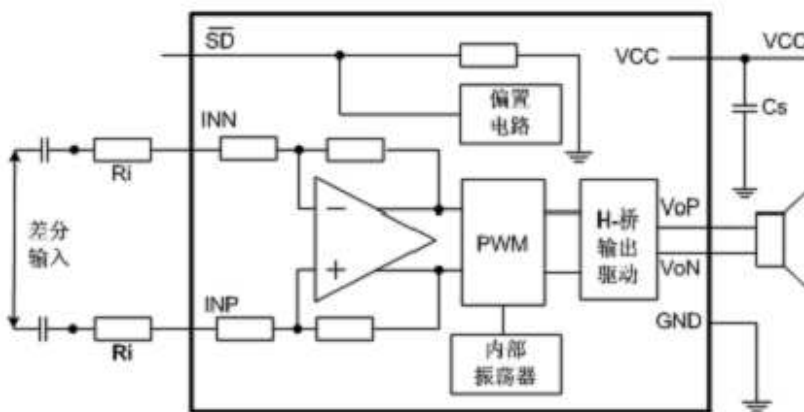 SD
VCC
VCC
偏置
电路
Cs
INN
Ri
差分
输入
PWM
H-桥
输出
驱动
VoP
VoN
INP
Ri
GND
内部
振荡器